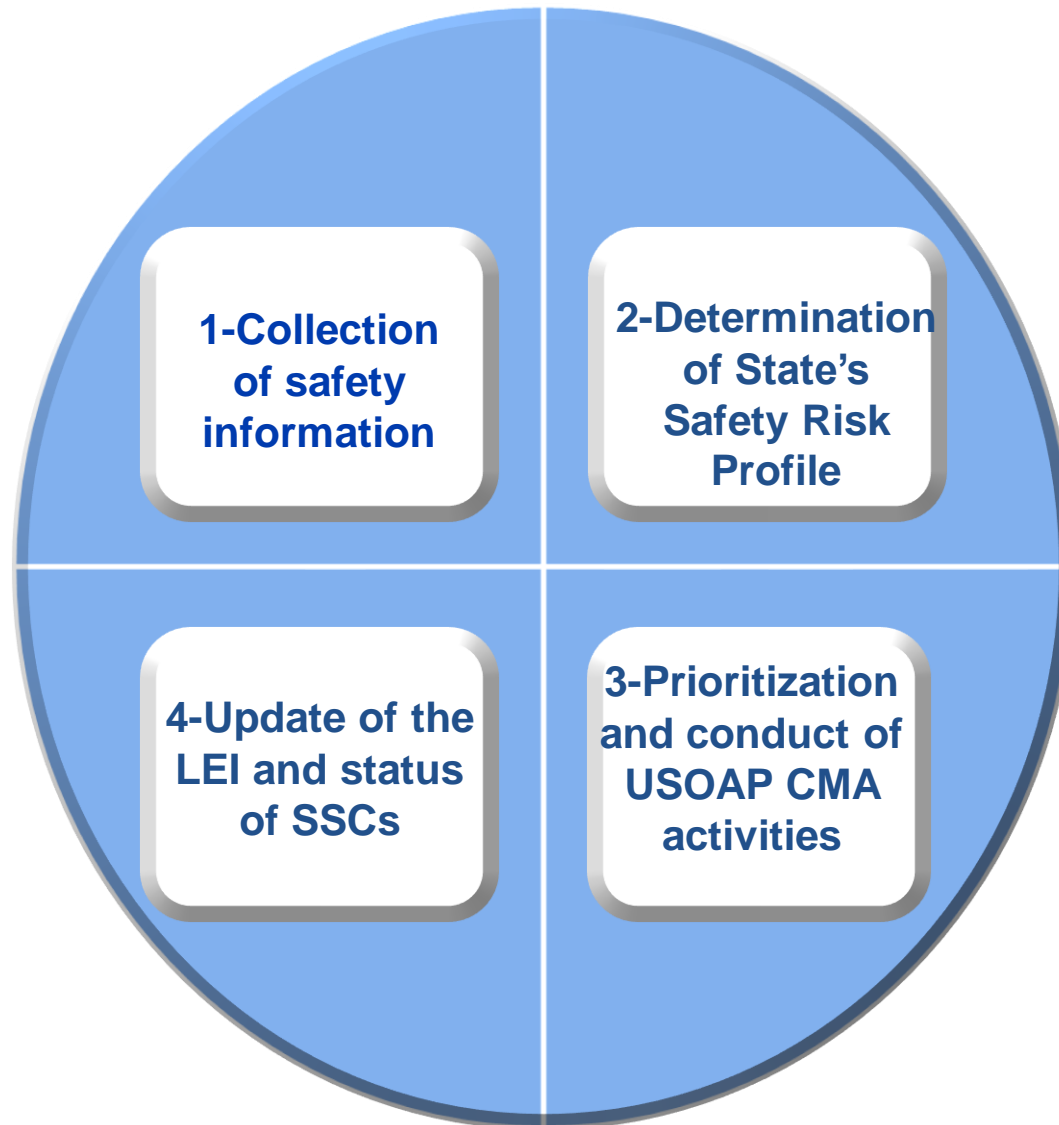 1-Collection
of safety
information
2-Determination
of State’s
Safety Risk
Profile
3-Prioritization
and conduct of
USOAP CMA
activities
4-Update of the
LEI and status
of SSCs